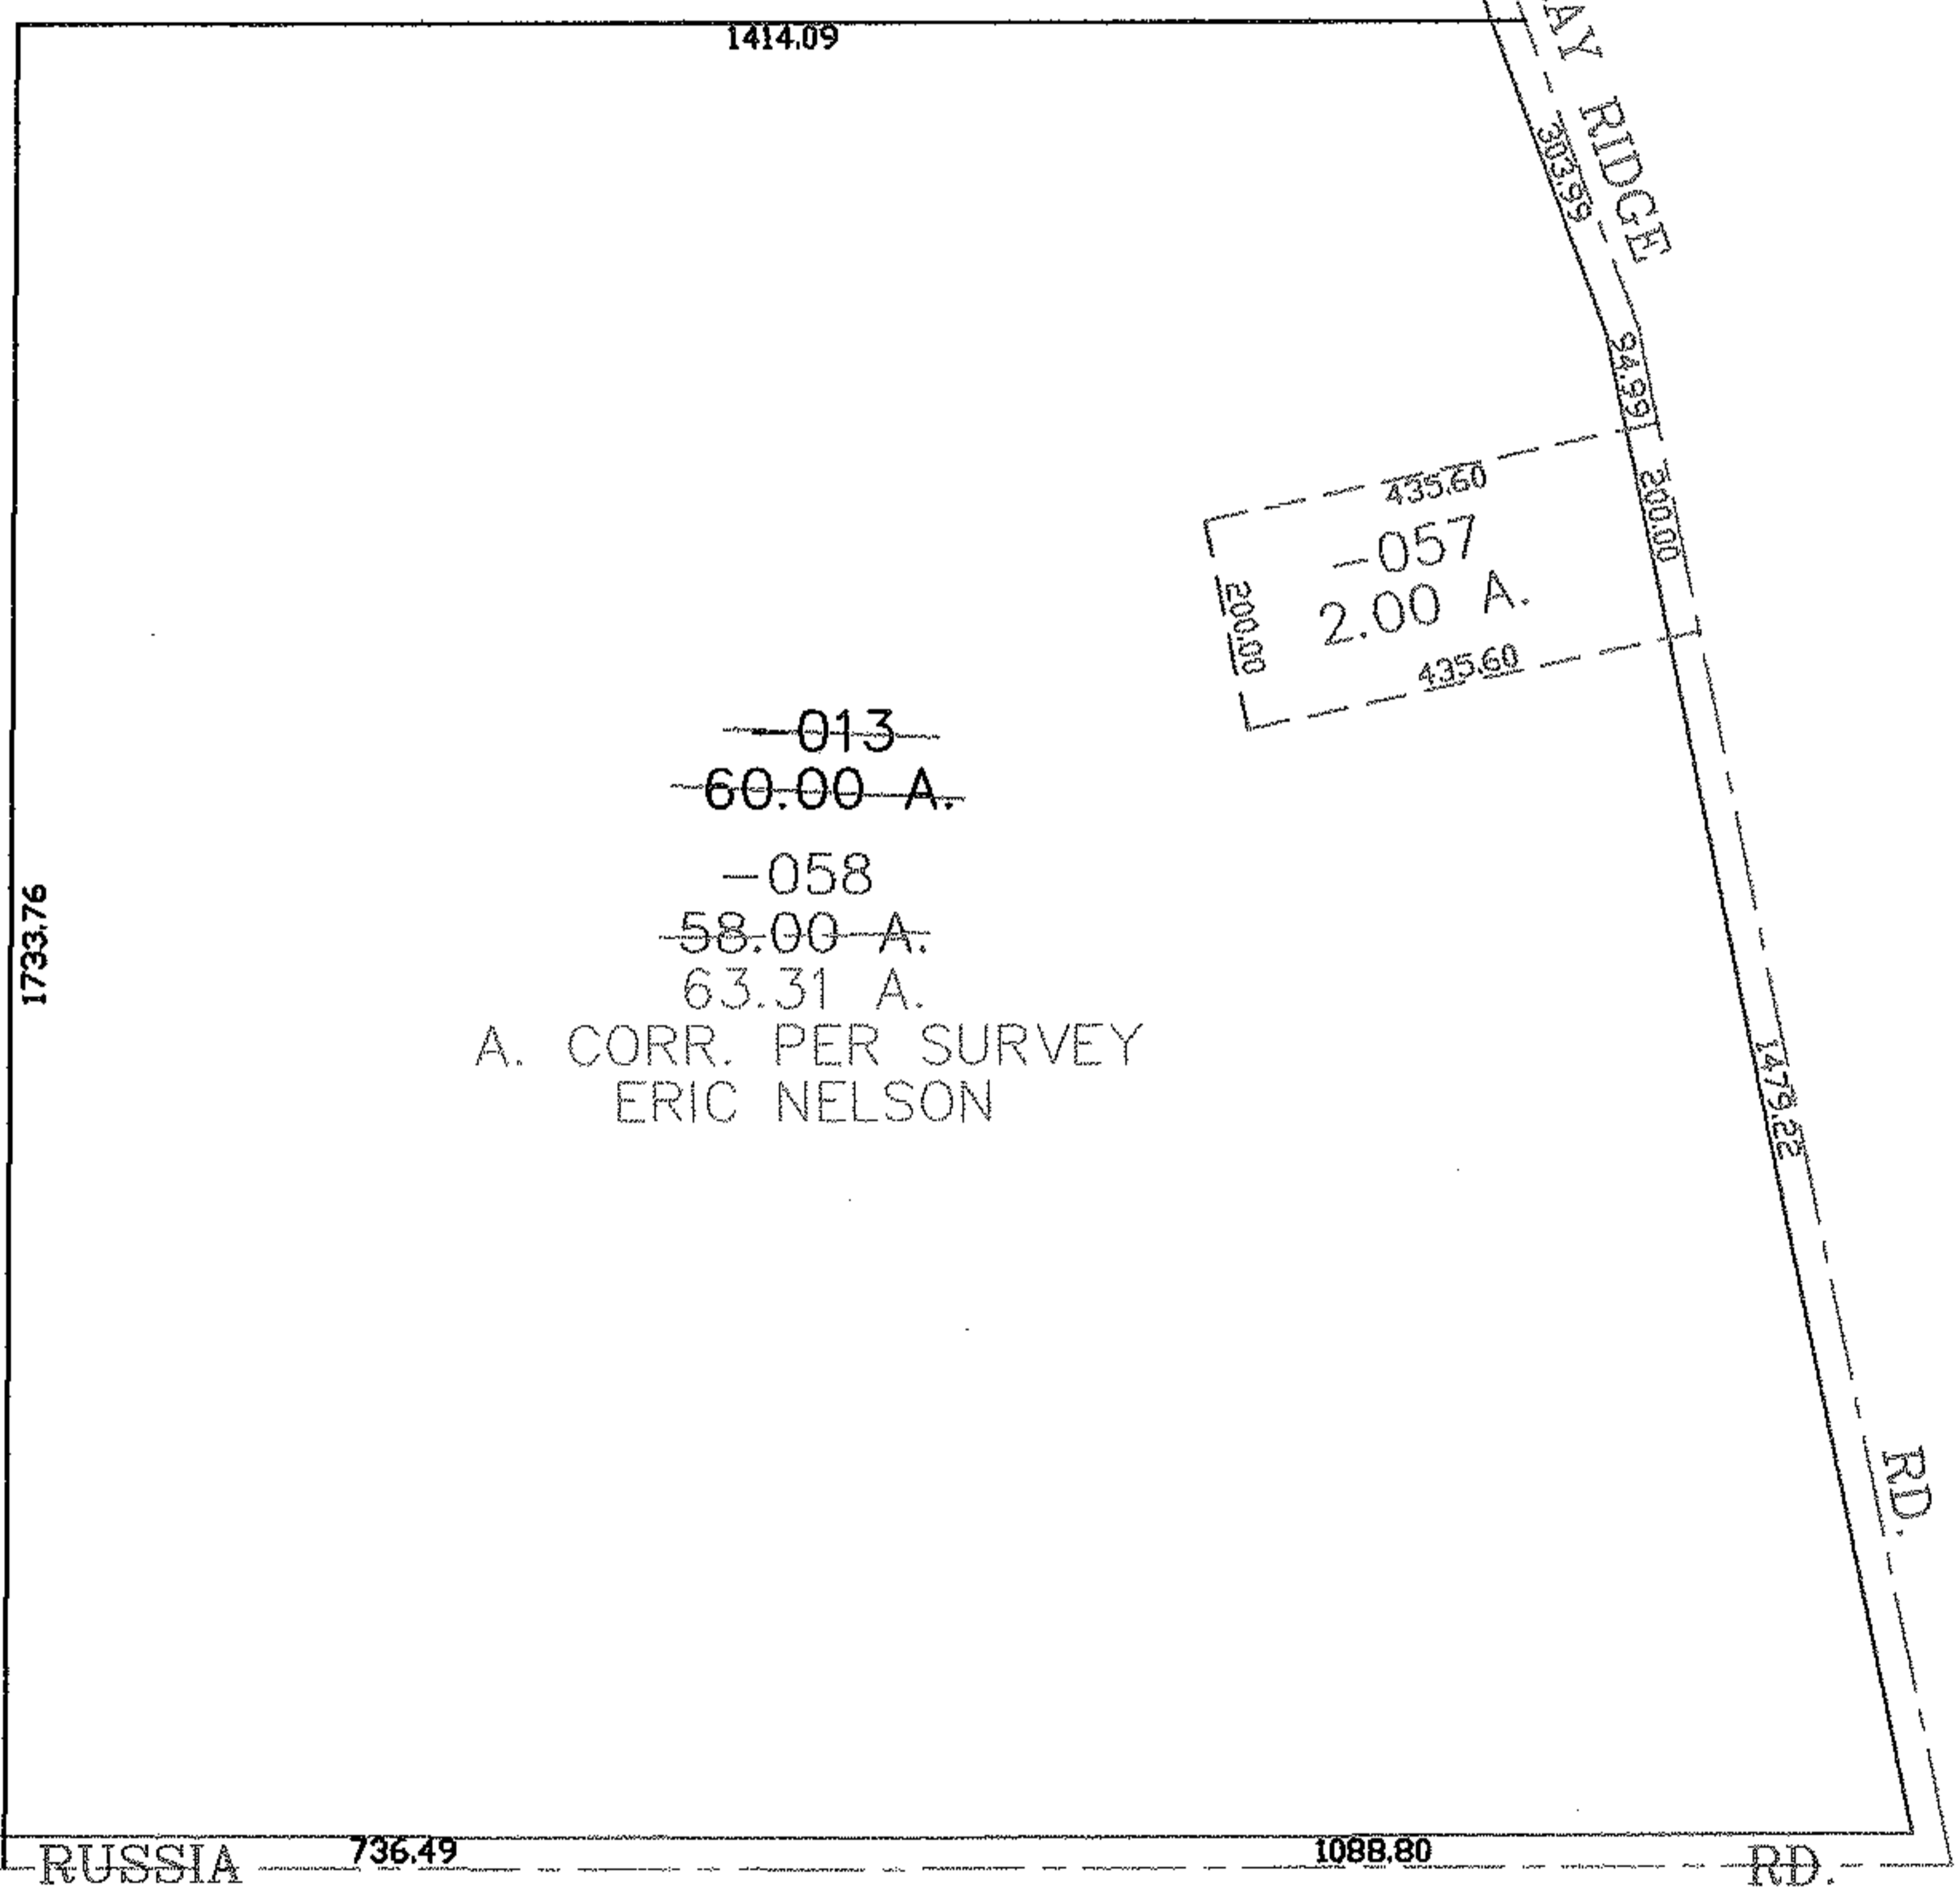 1414.09
AY RIDGE
303.99
94.99
435.60
200.00
-057
2.00 A.
200.00
435.60
-013
60.00 A.
-058
58.00 A.
63.31 A.
A. CORR. PER SURVEY
ERIC NELSON
1733.76
1479.22
RD.
736.49
1088.80
RUSSIA RD.